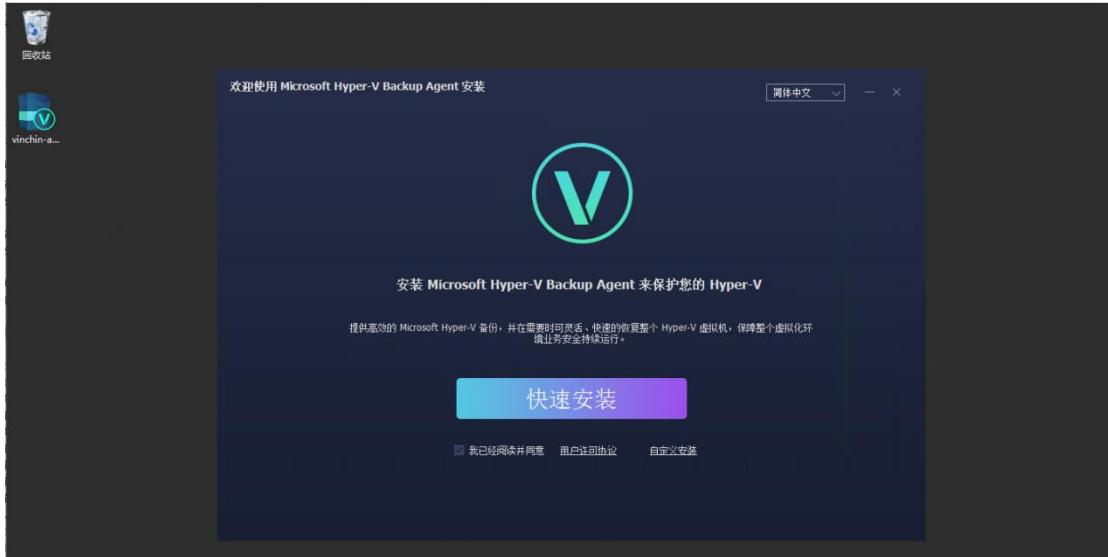 回收站
vinchin-a...
欢迎使用 Microsoft Hyper-V Backup Agent 安装
简体中文
安装 Microsoft Hyper-V Backup Agent 来保护您的 Hyper-V
提供高效的 Microsoft Hyper-V 备份，并在需要时可灵活、快速的恢复整个 Hyper-V 虚拟机，保障整个虚拟化环
境业务安全持续运行。
快速安装
我已经阅读并同意 用户许可协议 自定义安装